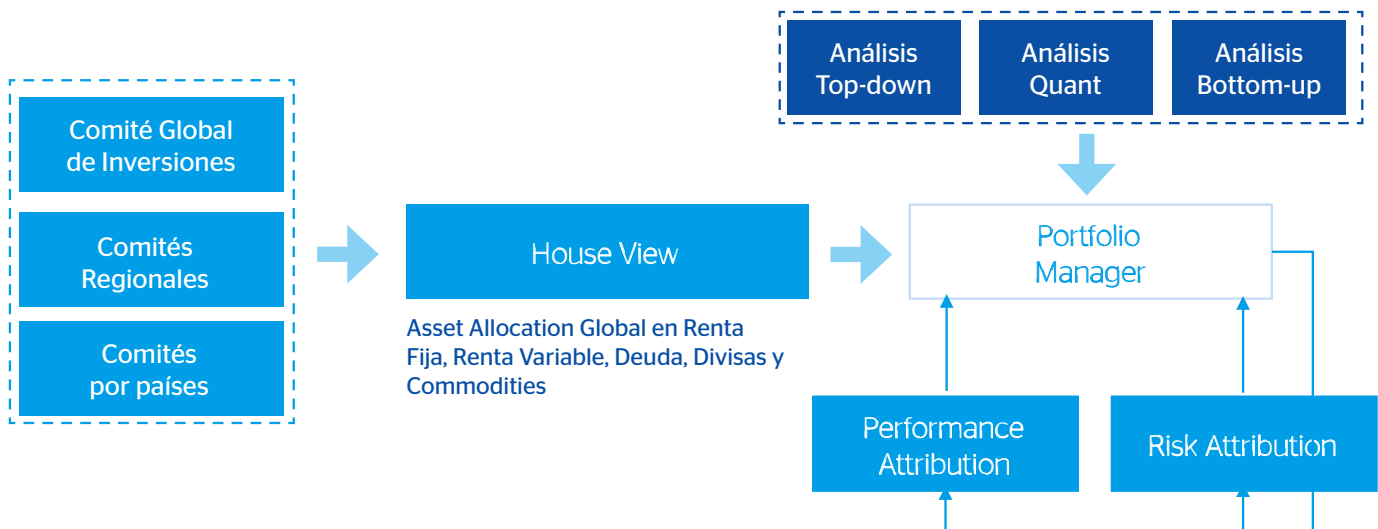 Análisis
Top-down
Análisis
Quant
Análisis
Bottom-up
Comité Global
de Inversiones
Comités
Regionales
Comités
por países
House View
Asset Allocation Global en Renta
Fija, Renta Variable, Deuda, Divisas y
Commodities
Portfolio
Manager
Performance
Attribution
Risk Attribution